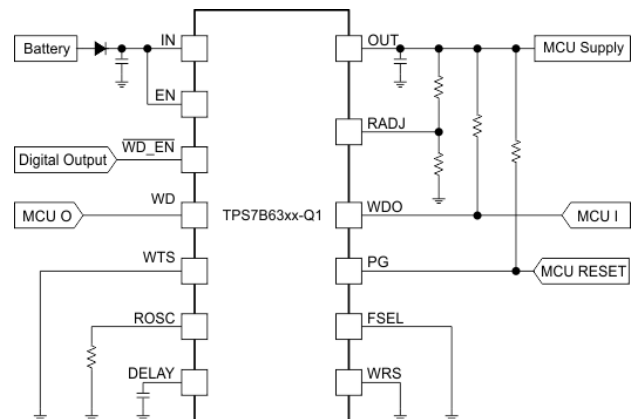 Battery
IN
OUT
MCU Supply
EN
RADJ
Digital Output
WD_EN
MCU O
WD
TPS7B63xx-Q1
WDO
MCU I
WTS
PG
MCU RESET
ROSC
FSEL
DELAY
WRS